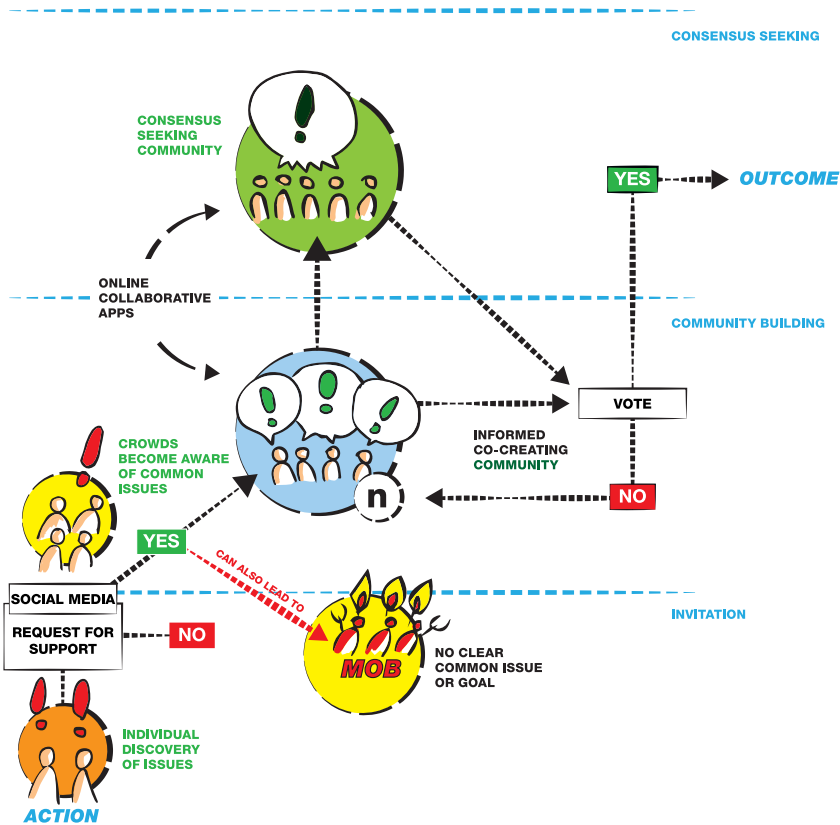 CONSENSUS SEEKING
CONSENSUS
SEEKING
COMMUNITY
YES
OUTCOME
ONLINE
COLLABORATIVE
APPS
COMMUNITY BUILDING
VOTE
INFORMED
CO-CREATING
COMMUNITY
CROWDS
BECOME AWARE
OF COMMON
ISSUES
n
NO
YES
CAN ALSO LEAD TO
SOCIAL MEDIA
INVITATION
REQUEST FOR
SUPPORT
NO
MOB
NO CLEAR
COMMON ISSUE
OR GOAL
INDIVIDUAL
DISCOVERY
OF ISSUES
ACTION